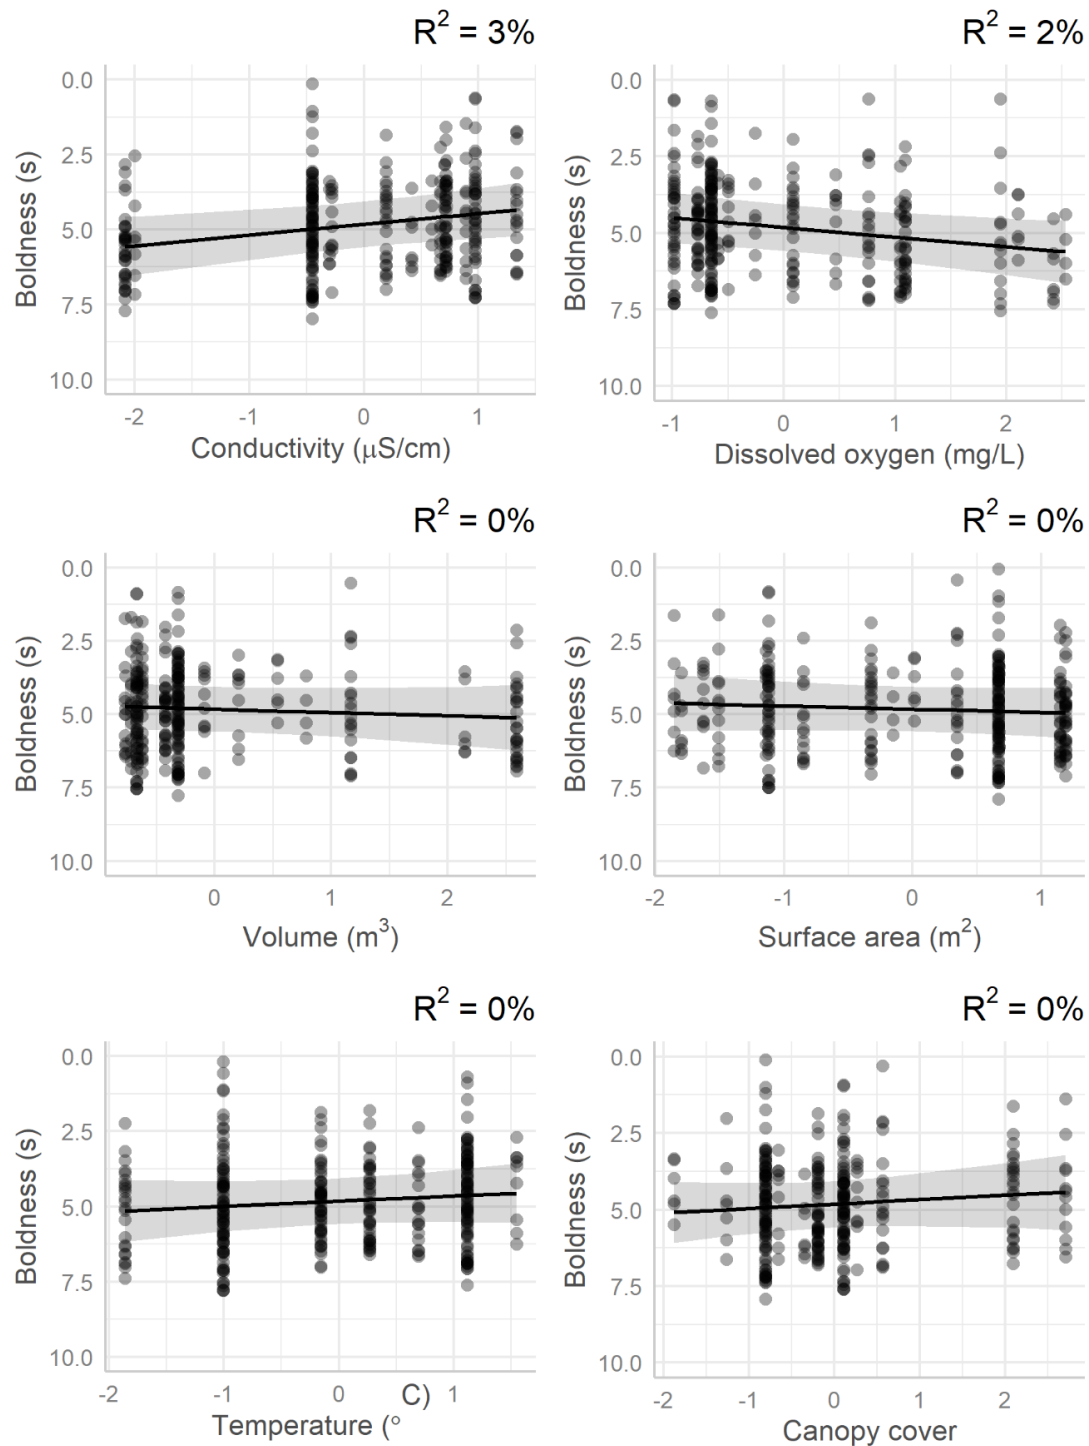 R² = 3%
Boldness (s)
0.0
2.5
5.0
7.5
10.0
-2 -1 0 1
Conductivity (μS/cm)
R² = 2%
Boldness (s)
0.0
2.5
5.0
7.5
10.0
-1 0 1 2
Dissolved oxygen (mg/L)
R² = 0%
Boldness (s)
0.0
2.5
5.0
7.5
10.0
0 1 2
Volume (m³)
R² = 0%
Boldness (s)
0.0
2.5
5.0
7.5
10.0
-2 -1 0 1
Surface area (m²)
R² = 0%
Boldness (s)
0.0
2.5
5.0
7.5
10.0
-2 -1 0 1
Temperature (° C)
R² = 0%
Boldness (s)
0.0
2.5
5.0
7.5
10.0
-2 -1 0 1 2
Canopy cover